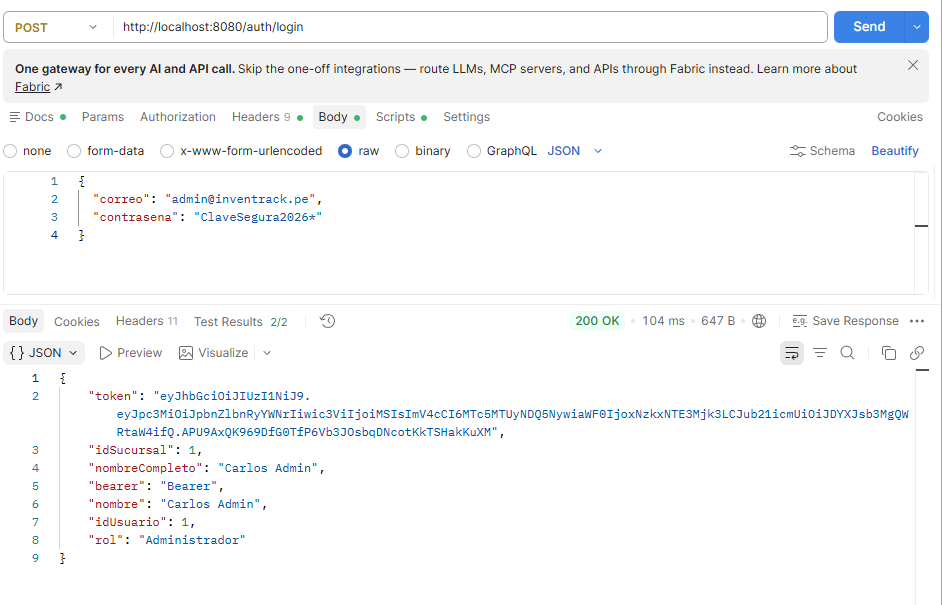 POST http://localhost:8080/auth/login Send
One gateway for every AI and API call. Skip the one-off integrations — route LLMs, MCP servers, and APIs through Fabric instead. Learn more about
Fabric ↗
Docs Params Authorization Headers 9 Body Scripts Settings Cookies
none form-data x-www-form-urlencoded raw binary GraphQL JSON Schema Beautify
1 {
2 "correo": "admin@inventrack.pe",
3 "contrasena": "ClaveSegura2026*"
4 }
Body Cookies Headers 11 Test Results 2/2 200 OK • 104 ms • 647 B • e.g. Save Response •••
{} JSON Preview Visualize
1 {
2 "token": "eyJhbGciOiJIUzI1NiJ9.
eyJpc3MiOiJpbnZlbnRyYWNrIiwic3ViIjoiMSIsImV4cCI6MTc5MTUyNDQ5NywiaWF0IjoxNzkxNTE3Mjk3LCJub21icmUiOiJDYXJsb3MgQW
RtaW4ifQ.APU9AxQK969DfG0TfP6Vb3JOsbqDNcotKkTSHakKuXM",
3 "idSucursal": 1,
4 "nombreCompleto": "Carlos Admin",
5 "bearer": "Bearer",
6 "nombre": "Carlos Admin",
7 "idUsuario": 1,
8 "rol": "Administrador"
9 }